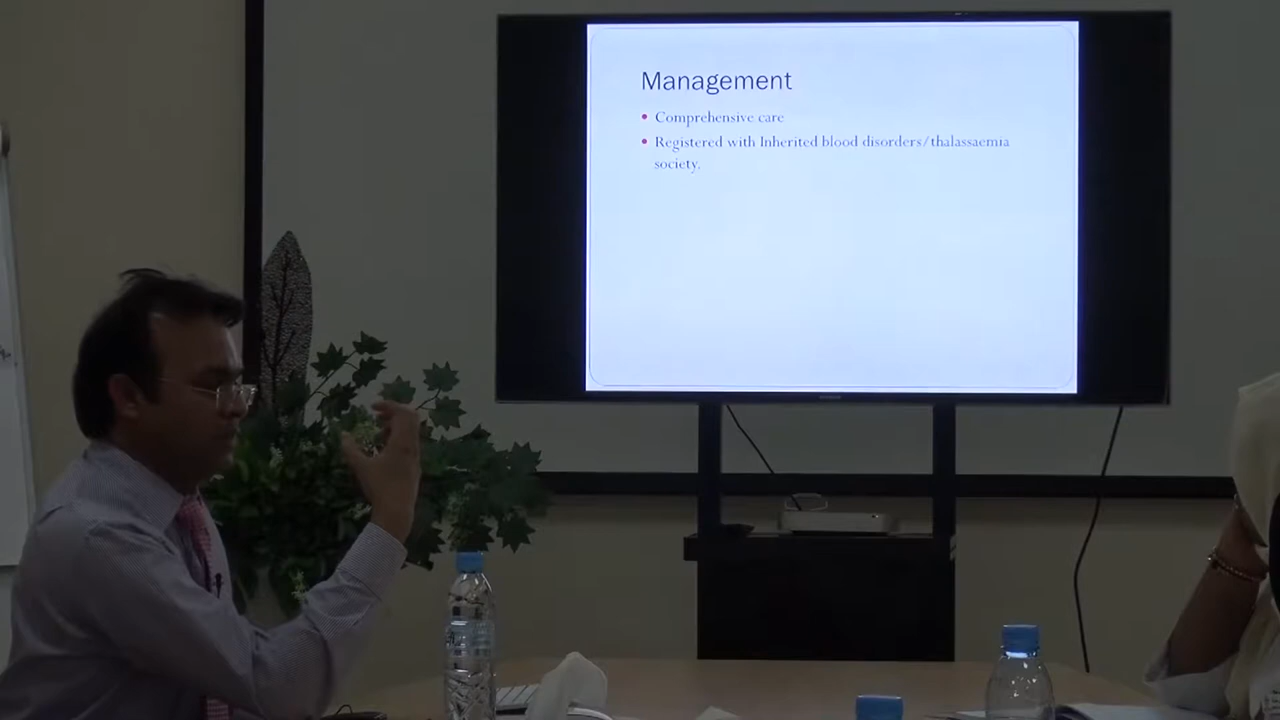 Management
• Comprehensive care
• Registered with Inherited blood disorders/thalassaemia
society.